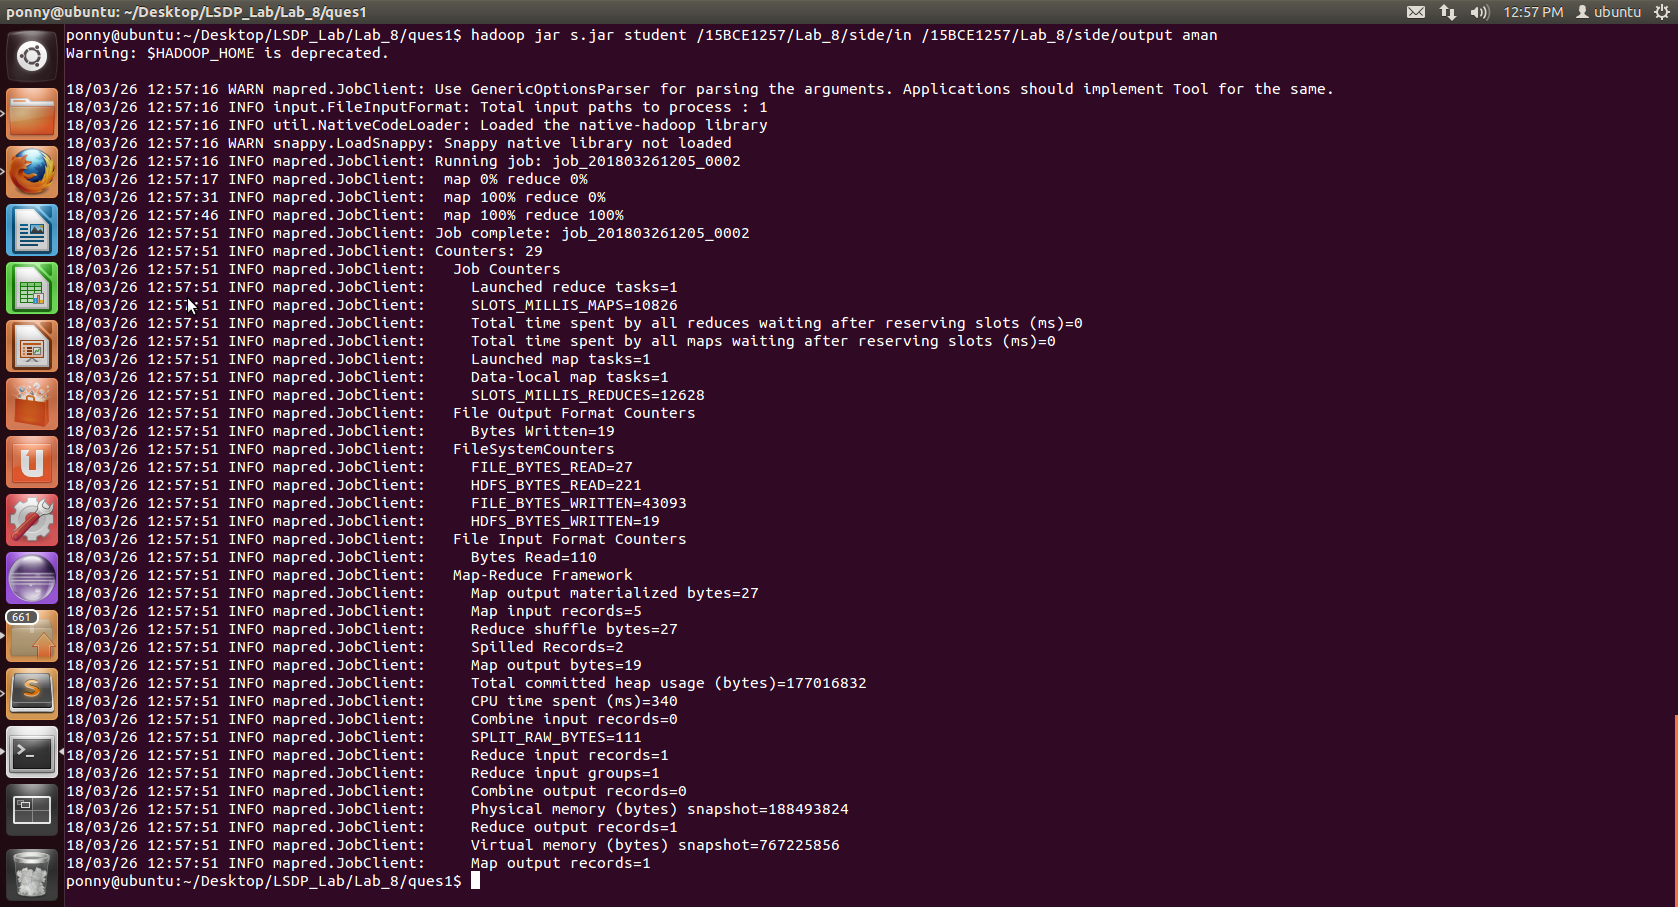 ponny@ubuntu: ~/Desktop/LSDP_Lab/Lab_8/ques1
12:57 PM
ubuntu
ponny@ubuntu:~/Desktop/LSDP_Lab/Lab_8/ques1$ hadoop jar s.jar student /15BCE1257/Lab_8/side/in /15BCE1257/Lab_8/side/output aman
Warning: $HADOOP_HOME is deprecated.
18/03/26 12:57:16 WARN mapred.JobClient: Use GenericOptionsParser for parsing the arguments. Applications should implement Tool for the same.
18/03/26 12:57:16 INFO input.FileInputFormat: Total input paths to process : 1
18/03/26 12:57:16 INFO util.NativeCodeLoader: Loaded the native-hadoop library
18/03/26 12:57:16 WARN snappy.LoadSnappy: Snappy native library not loaded
18/03/26 12:57:16 INFO mapred.JobClient: Running job: job_201803261205_0002
18/03/26 12:57:17 INFO mapred.JobClient:  map 0% reduce 0%
18/03/26 12:57:31 INFO mapred.JobClient:  map 100% reduce 0%
18/03/26 12:57:46 INFO mapred.JobClient:  map 100% reduce 100%
18/03/26 12:57:51 INFO mapred.JobClient: Job complete: job_201803261205_0002
18/03/26 12:57:51 INFO mapred.JobClient: Counters: 29
18/03/26 12:57:51 INFO mapred.JobClient:   Job Counters
18/03/26 12:57:51 INFO mapred.JobClient:     Launched reduce tasks=1
18/03/26 12:57:51 INFO mapred.JobClient:     SLOTS_MILLIS_MAPS=10826
18/03/26 12:57:51 INFO mapred.JobClient:     Total time spent by all reduces waiting after reserving slots (ms)=0
18/03/26 12:57:51 INFO mapred.JobClient:     Total time spent by all maps waiting after reserving slots (ms)=0
18/03/26 12:57:51 INFO mapred.JobClient:     Launched map tasks=1
18/03/26 12:57:51 INFO mapred.JobClient:     Data-local map tasks=1
18/03/26 12:57:51 INFO mapred.JobClient:     SLOTS_MILLIS_REDUCES=12628
18/03/26 12:57:51 INFO mapred.JobClient:   File Output Format Counters
18/03/26 12:57:51 INFO mapred.JobClient:     Bytes Written=19
18/03/26 12:57:51 INFO mapred.JobClient:   FileSystemCounters
18/03/26 12:57:51 INFO mapred.JobClient:     FILE_BYTES_READ=27
18/03/26 12:57:51 INFO mapred.JobClient:     HDFS_BYTES_READ=221
18/03/26 12:57:51 INFO mapred.JobClient:     FILE_BYTES_WRITTEN=43093
18/03/26 12:57:51 INFO mapred.JobClient:     HDFS_BYTES_WRITTEN=19
18/03/26 12:57:51 INFO mapred.JobClient:   File Input Format Counters
18/03/26 12:57:51 INFO mapred.JobClient:     Bytes Read=110
18/03/26 12:57:51 INFO mapred.JobClient:   Map-Reduce Framework
18/03/26 12:57:51 INFO mapred.JobClient:     Map output materialized bytes=27
18/03/26 12:57:51 INFO mapred.JobClient:     Map input records=5
18/03/26 12:57:51 INFO mapred.JobClient:     Reduce shuffle bytes=27
18/03/26 12:57:51 INFO mapred.JobClient:     Spilled Records=2
18/03/26 12:57:51 INFO mapred.JobClient:     Map output bytes=19
18/03/26 12:57:51 INFO mapred.JobClient:     Total committed heap usage (bytes)=177016832
18/03/26 12:57:51 INFO mapred.JobClient:     CPU time spent (ms)=340
18/03/26 12:57:51 INFO mapred.JobClient:     Combine input records=0
18/03/26 12:57:51 INFO mapred.JobClient:     SPLIT_RAW_BYTES=111
18/03/26 12:57:51 INFO mapred.JobClient:     Reduce input records=1
18/03/26 12:57:51 INFO mapred.JobClient:     Reduce input groups=1
18/03/26 12:57:51 INFO mapred.JobClient:     Combine output records=0
18/03/26 12:57:51 INFO mapred.JobClient:     Physical memory (bytes) snapshot=188493824
18/03/26 12:57:51 INFO mapred.JobClient:     Reduce output records=1
18/03/26 12:57:51 INFO mapred.JobClient:     Virtual memory (bytes) snapshot=767225856
18/03/26 12:57:51 INFO mapred.JobClient:     Map output records=1
ponny@ubuntu:~/Desktop/LSDP_Lab/Lab_8/ques1$
661